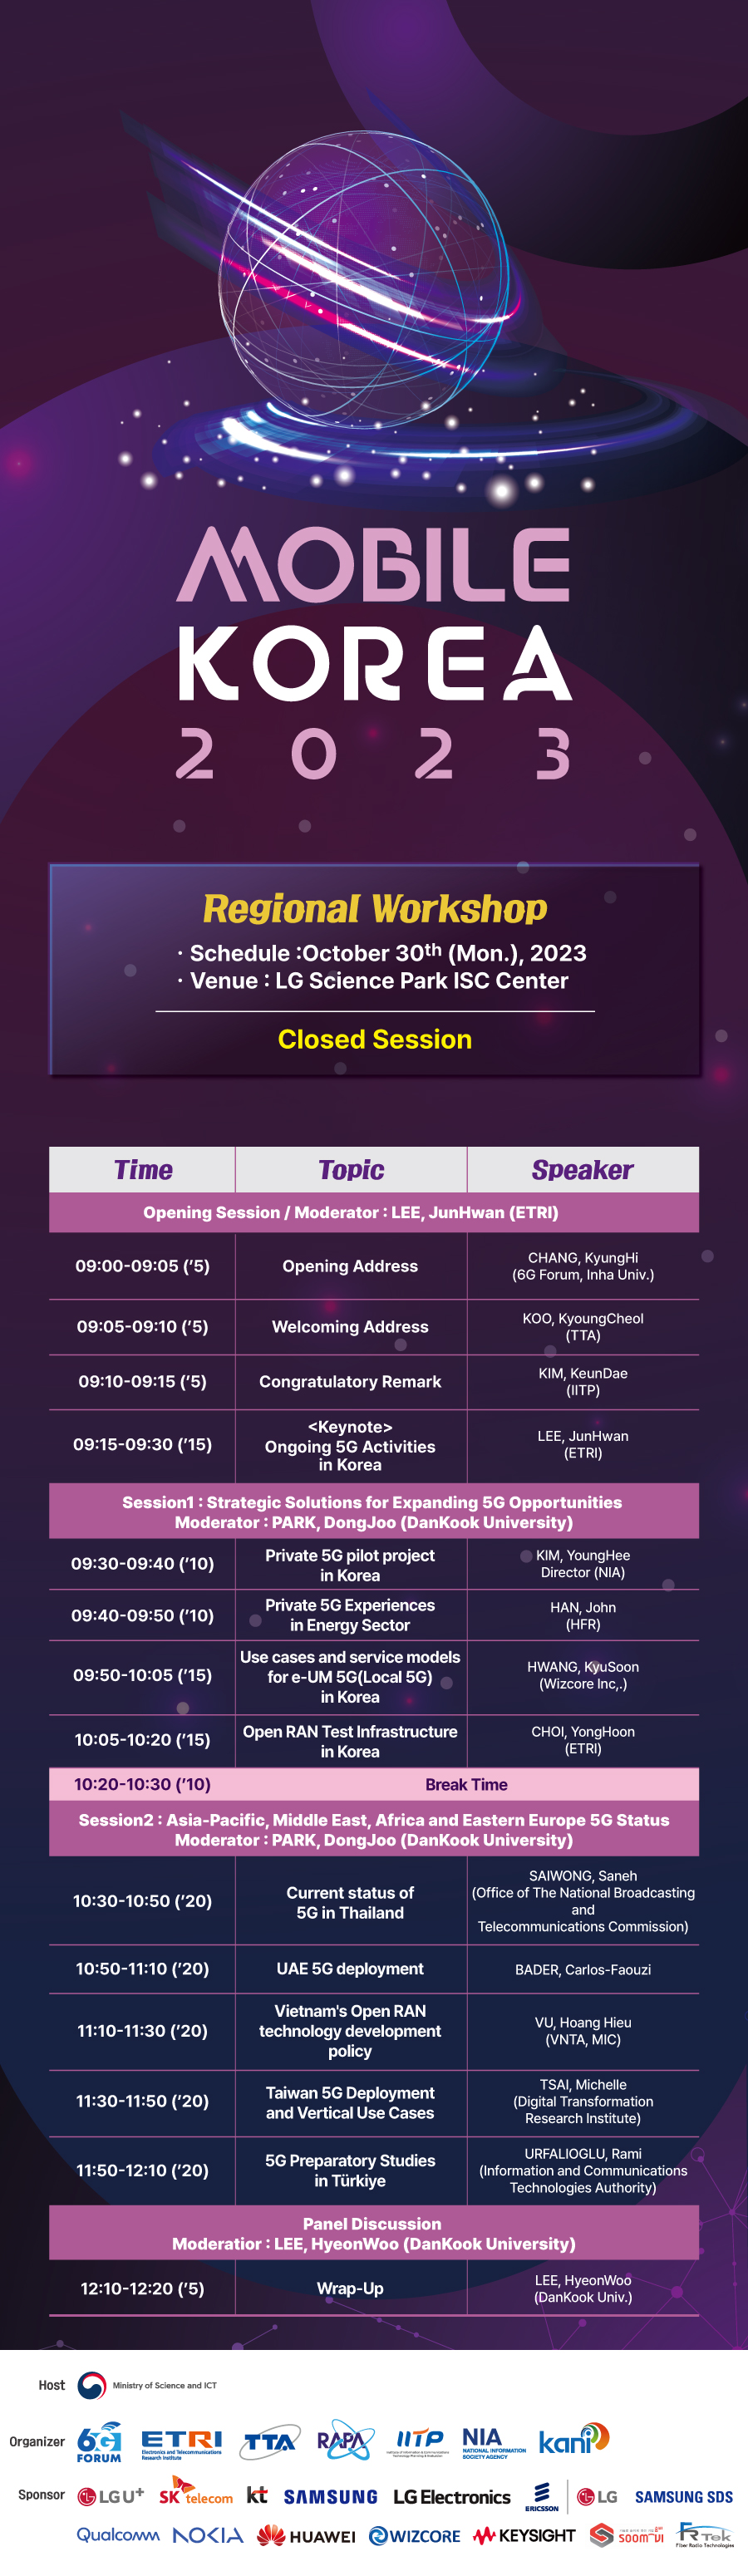 MOBILE
KOREA
2023
Regional Workshop
· Schedule :October 30th (Mon.), 2023
· Venue : LG Science Park ISC Center
Closed Session
Time Topic Speaker
Opening Session / Moderator : LEE, JunHwan (ETRI)
09:00-09:05 (’5) Opening Address
CHANG, KyungHi
(6G Forum, Inha Univ.)
09:05-09:10 (’5) Welcoming Address
KOO, KyoungCheol
(TTA)
09:10-09:15 (’5) Congratulatory Remark
KIM, KeunDae
(IITP)
09:15-09:30 (’15)
<Keynote>
Ongoing 5G Activities
in Korea
LEE, JunHwan
(ETRI)
Session1 : Strategic Solutions for Expanding 5G Opportunities
Moderator : PARK, DongJoo (DanKook University)
09:30-09:40 (’10)
Private 5G pilot project
in Korea
KIM, YoungHee
Director (NIA)
09:40-09:50 (’10)
Private 5G Experiences
in Energy Sector
HAN, John
(HFR)
09:50-10:05 (’15)
Use cases and service models
for e-UM 5G(Local 5G)
in Korea
HWANG, KyuSoon
(Wizcore Inc,.)
10:05-10:20 (’15)
Open RAN Test Infrastructure
in Korea
CHOI, YongHoon
(ETRI)
10:20-10:30 (’10) Break Time
Session2 : Asia-Pacific, Middle East, Africa and Eastern Europe 5G Status
Moderator : PARK, DongJoo (DanKook University)
10:30-10:50 (’20)
Current status of
5G in Thailand
SAIWONG, Saneh
(Office of The National Broadcasting
and
Telecommunications Commission)
10:50-11:10 (’20) UAE 5G deployment BADER, Carlos-Faouzi
11:10-11:30 (’20)
Vietnam's Open RAN
technology development
policy
VU, Hoang Hieu
(VNTA, MIC)
11:30-11:50 (’20)
Taiwan 5G Deployment
and Vertical Use Cases
TSAI, Michelle
(Digital Transformation
Research Institute)
11:50-12:10 (’20)
5G Preparatory Studies
in Türkiye
URFALIOGLU, Rami
(Information and Communications
Technologies Authority)
Panel Discussion
Moderatior : LEE, HyeonWoo (DanKook University)
12:10-12:20 (’5) Wrap-Up
LEE, HyeonWoo
(DanKook Univ.)
Host Ministry of Science and ICT
Organizer
6G
FORUM
ETRI
Electronics and Telecommunications
Research Institute
TTA
RAPA
IITP
NIA
NATIONAL INFORMATION
SOCIETY AGENCY
kani
Sponsor
LG U+
SK telecom
kt
SAMSUNG
LG Electronics
ERICSSON
LG
SAMSUNG SDS
Qualcomm
NOKIA
HUAWEI
WIZCORE
KEYSIGHT
SOOM VI
FR Tek
Fiber Radio Technologies